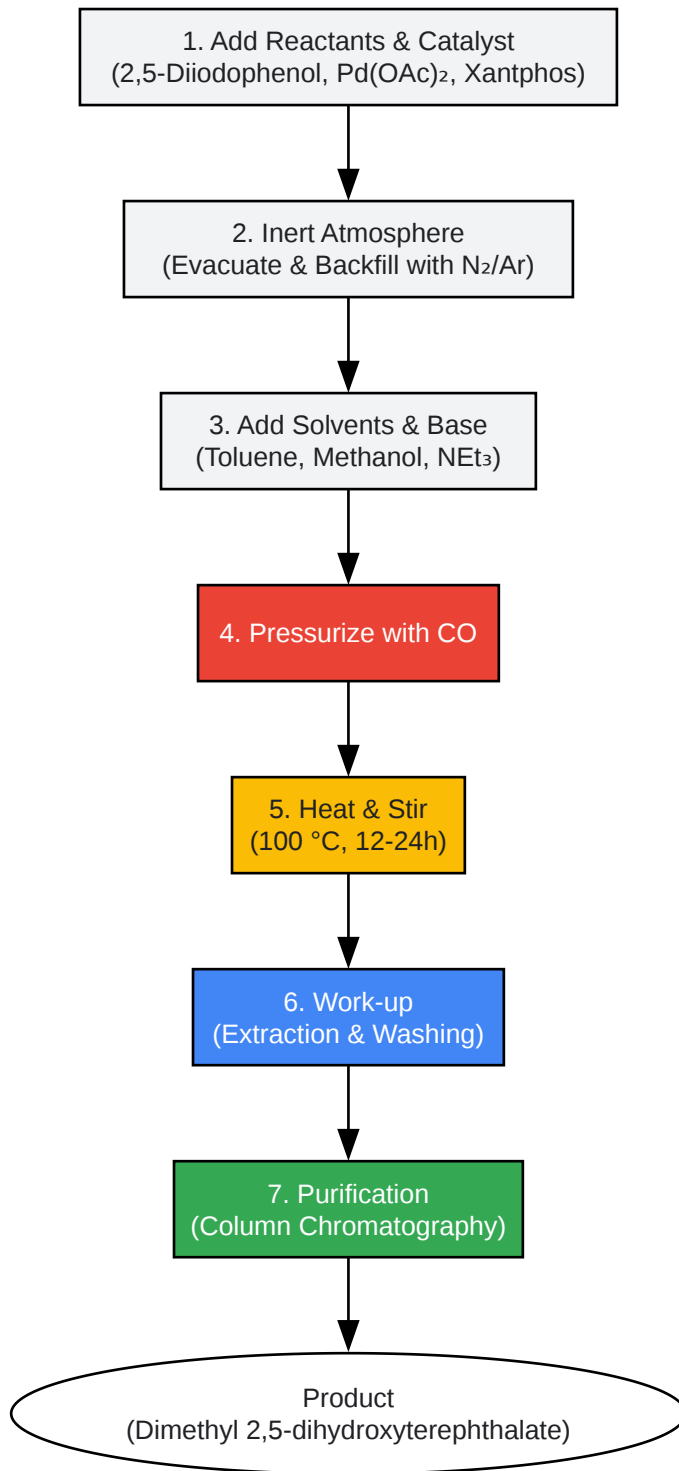 1. Add Reactants & Catalyst
(2,5-Diiodophenol, Pd(OAc)₂, Xantphos)
2. Inert Atmosphere
(Evacuate & Backfill with N₂/Ar)
3. Add Solvents & Base
(Toluene, Methanol, NEt₃)
4. Pressurize with CO
5. Heat & Stir
(100 °C, 12-24h)
6. Work-up
(Extraction & Washing)
7. Purification
(Column Chromatography)
Product
(Dimethyl 2,5-dihydroxyterephthalate)